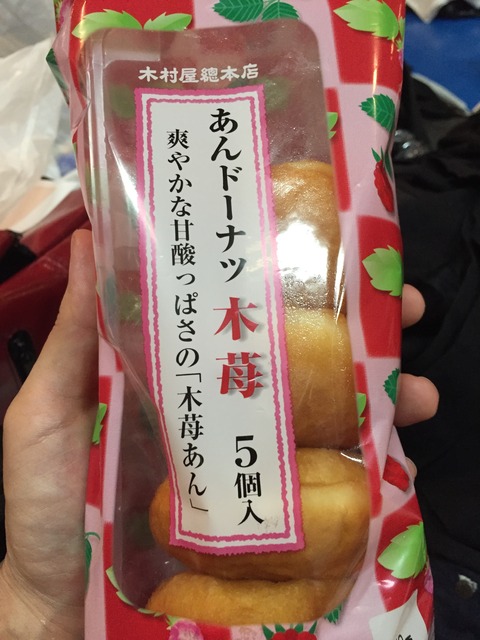 木村屋總本店
あんドーナツ 木苺 5個入
爽やかな甘酸っぱさの「木苺あん」